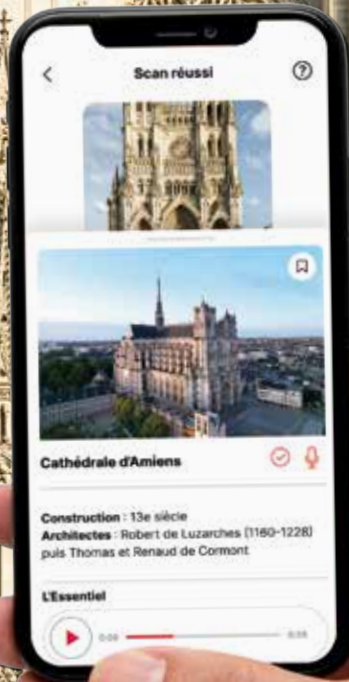 Scan réussi
Cathédrale d'Amiens
Construction : 13e siècle
Architectes : Robert de Luzarches (1160-1228)
puis Thomas et Renaud de Cormont
L'Essentiel